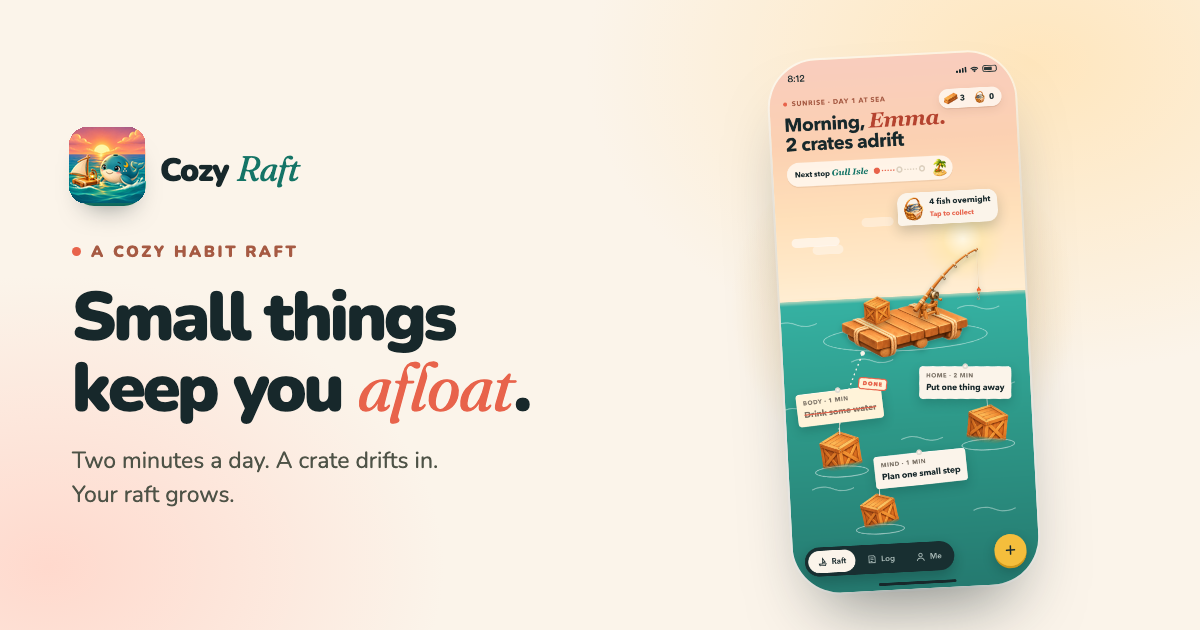 Cozy Raft
A COZY HABIT RAFT
Small things
keep you afloat.
Two minutes a day. A crate drifts in.
Your raft grows.
8:12
SUNRISE · DAY 1 AT SEA
3 0
Morning, Emma.
2 crates adrift
Next stop Gull Isle
4 fish overnight
Tap to collect
DONE
BODY · 1 MIN
Drink some water
HOME · 2 MIN
Put one thing away
MIND · 1 MIN
Plan one small step
Raft Log Me +